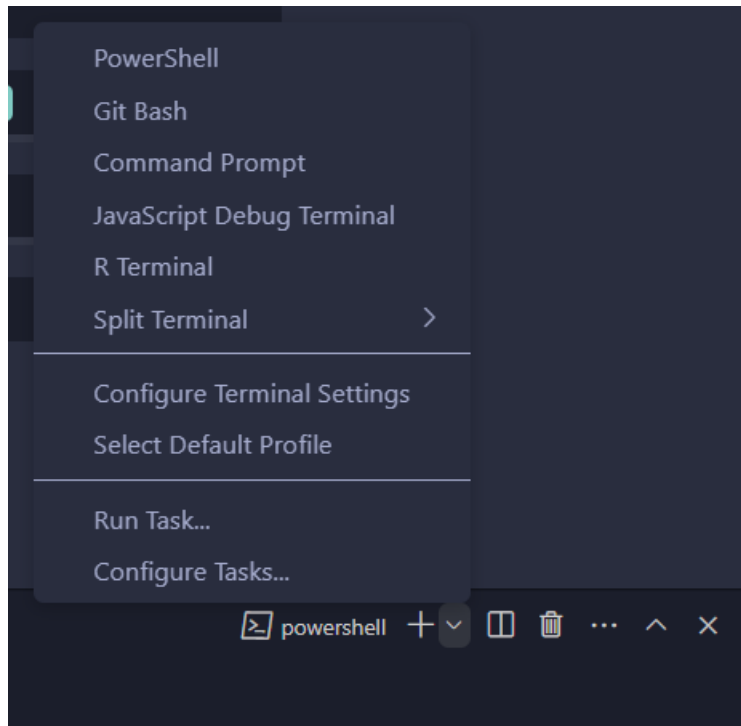 PowerShell
Git Bash
Command Prompt
JavaScript Debug Terminal
R Terminal
Split Terminal
Configure Terminal Settings
Select Default Profile
Run Task...
Configure Tasks...
powershell